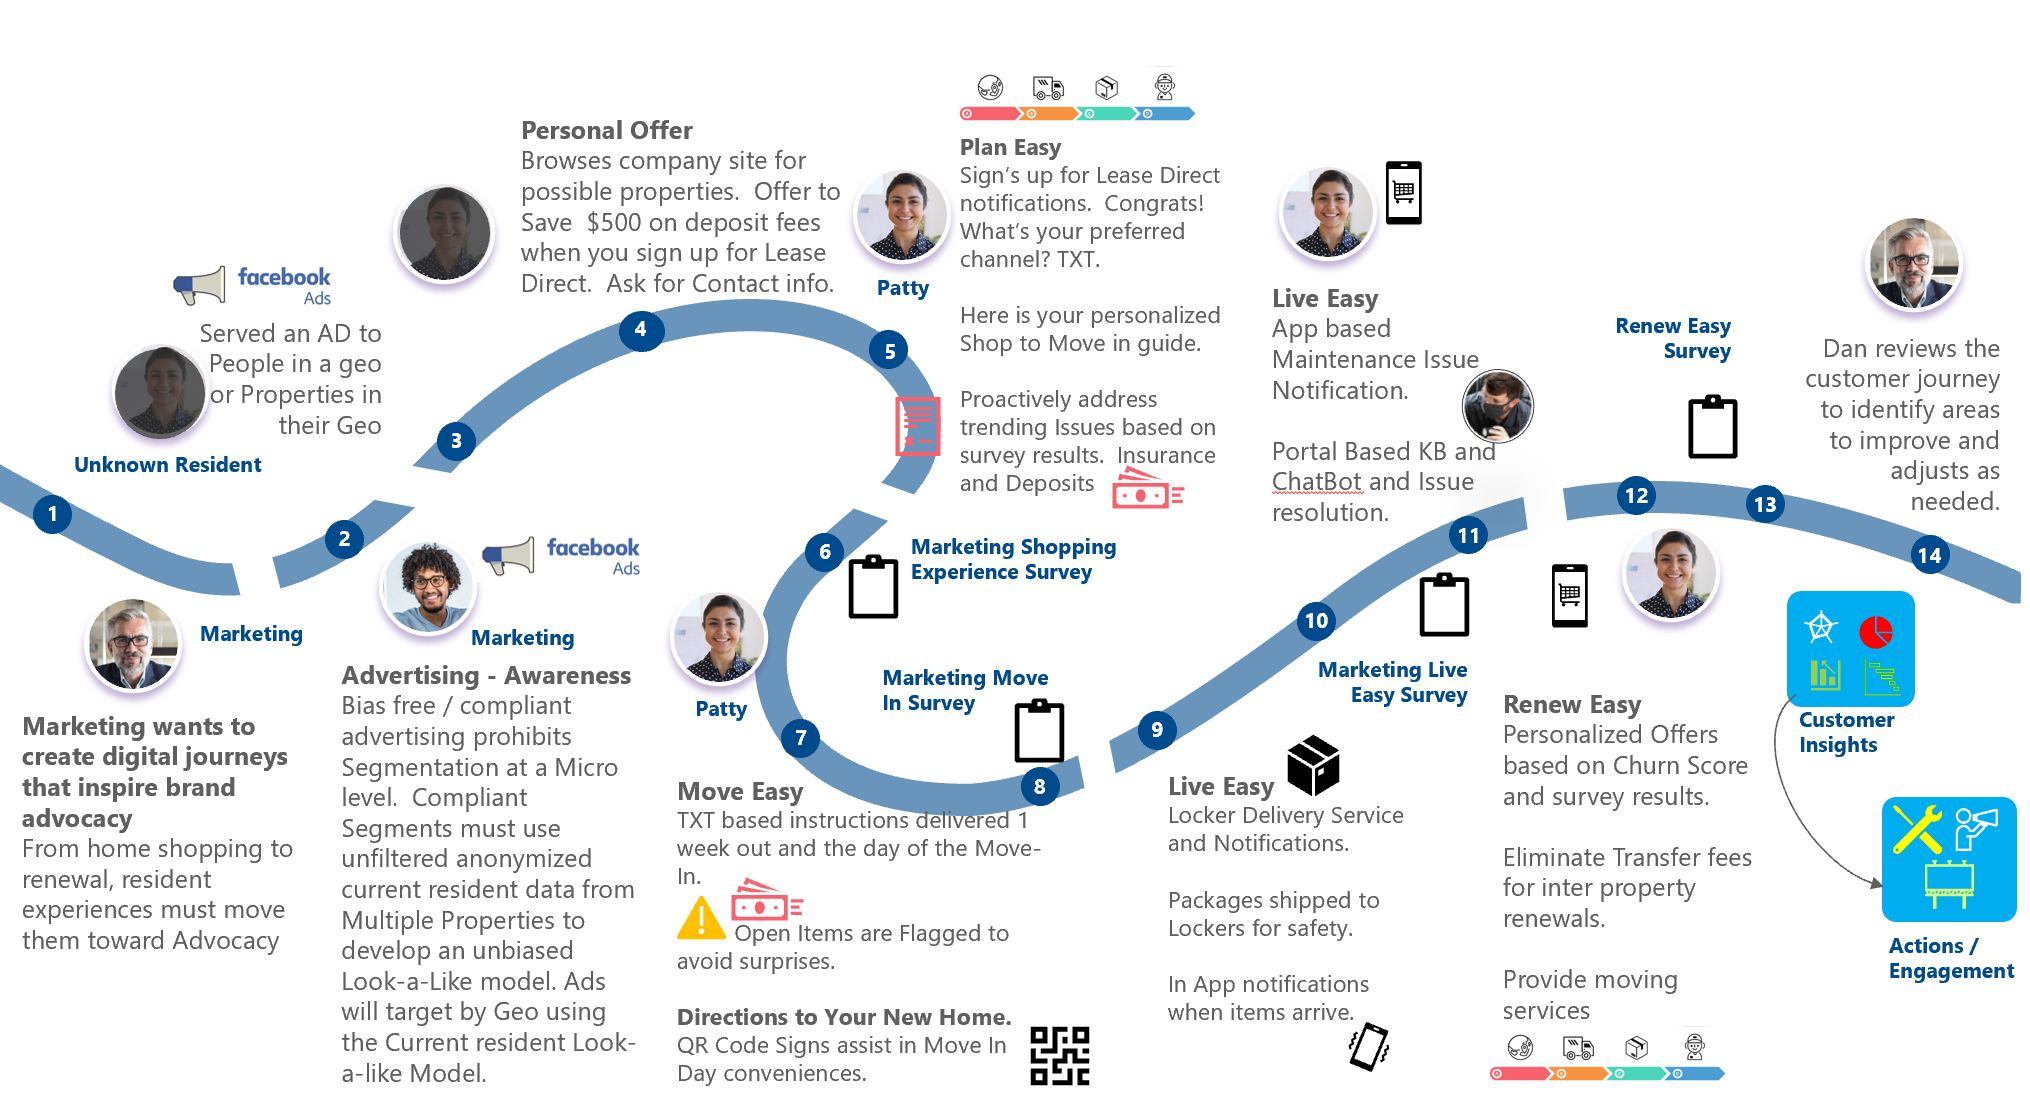 facebook
Ads
Served an AD to
People in a geo
or Properties in
their Geo
Unknown Resident
1
Marketing
Marketing wants to
create digital journeys
that inspire brand
advocacy
From home shopping to
renewal, resident
experiences must move
them toward Advocacy
2
facebook
Ads
Marketing
Advertising - Awareness
Bias free / compliant
advertising prohibits
Segmentation at a Micro
level.  Compliant
Segments must use
unfiltered anonymized
current resident data from
Multiple Properties to
develop an unbiased
Look-a-Like model. Ads
will target by Geo using
the Current resident Look-
a-like Model.
3
Personal Offer
Browses company site for
possible properties.  Offer to
Save  $500 on deposit fees
when you sign up for Lease
Direct.  Ask for Contact info.
4
Patty
5
Plan Easy
Sign's up for Lease Direct
notifications.  Congrats!
What's your preferred
channel? TXT.
Here is your personalized
Shop to Move in guide.
Proactively address
trending Issues based on
survey results.  Insurance
and Deposits
6
Marketing Shopping
Experience Survey
Patty
7
Marketing Move
In Survey
8
Move Easy
TXT based instructions delivered 1
week out and the day of the Move-
In.
Open Items are Flagged to
avoid surprises.
Directions to Your New Home.
QR Code Signs assist in Move In
Day conveniences.
9
Live Easy
Locker Delivery Service
and Notifications.
Packages shipped to
Lockers for safety.
In App notifications
when items arrive.
10
Marketing Live
Easy Survey
11
Live Easy
App based
Maintenance Issue
Notification.
Portal Based KB and
ChatBot and Issue
resolution.
12
Renew Easy
Survey
13
Renew Easy
Personalized Offers
based on Churn Score
and survey results.
Eliminate Transfer fees
for inter property
renewals.
Provide moving
services
Dan reviews the
customer journey
to identify areas
to improve and
adjusts as
needed.
14
Customer
Insights
Actions /
Engagement